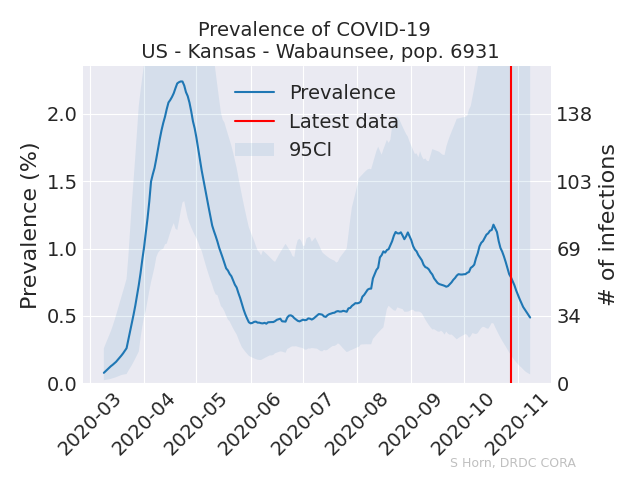 Prevalence of COVID-19
US - Kansas - Wabaunsee, pop. 6931
Prevalence
Latest data
95CI
Prevalence (%)
2.0
1.5
1.0
0.5
0.0
138
103
69
34
0
# of infections
2020-03
2020-04
2020-05
2020-06
2020-07
2020-08
2020-09
2020-10
2020-11
S Horn, DRDC CORA